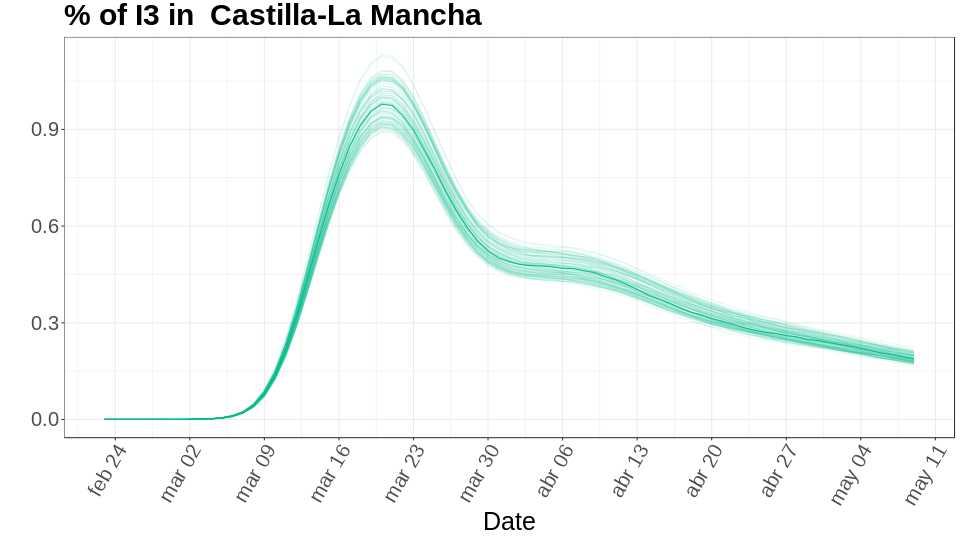 % of I3 in  Castilla-La Mancha
0.9
0.6
0.3
0.0
feb 24
mar 02
mar 09
mar 16
mar 23
mar 30
abr 06
abr 13
abr 20
abr 27
may 04
may 11
Date